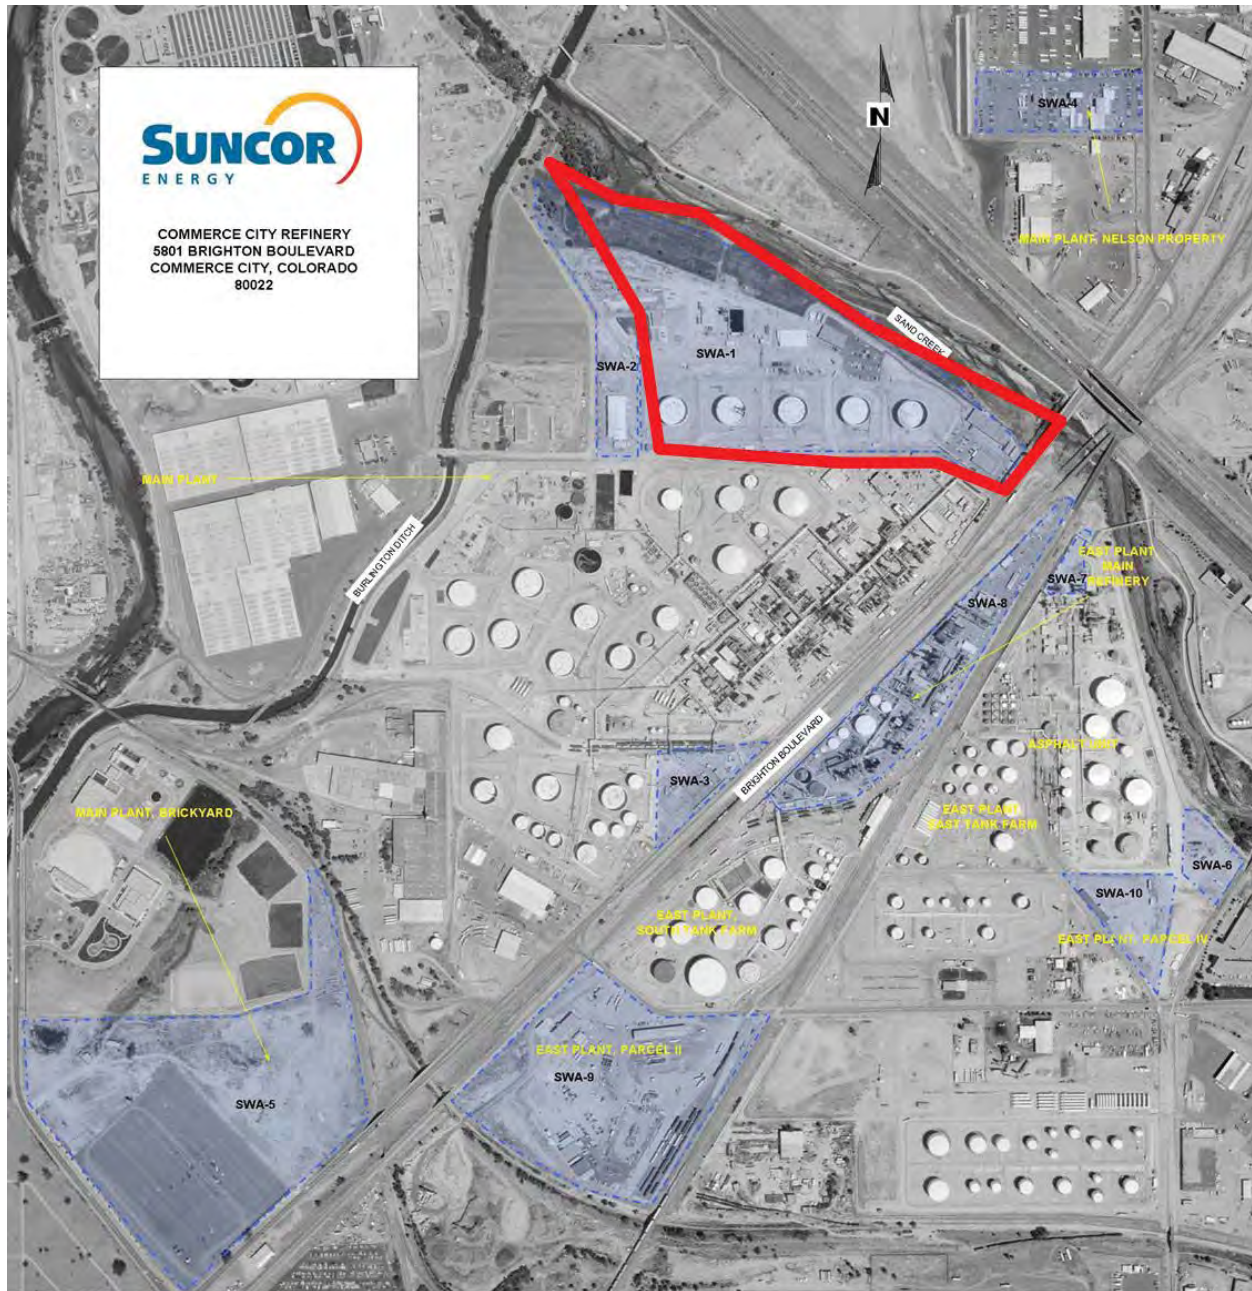 SUNCOR
ENERGY
COMMERCE CITY REFINERY
5801 BRIGHTON BOULEVARD
COMMERCE CITY, COLORADO
80022
N
SWA-4
MAIN PLANT, NELSON PROPERTY
SAND CREEK
SWA-1
SWA-2
MAIN PLANT
BURLINGTON DITCH
EAST PLANT
MAIN
REFINERY
SWA-7
SWA-8
BRIGHTON BOULEVARD
SWA-3
ASPHALT UNIT
MAIN PLANT, BRICKYARD
EAST PLANT,
EAST TANK FARM
SWA-6
SWA-10
EAST PLANT,
SOUTH TANK FARM
EAST PLANT, PARCEL IV
EAST PLANT, PARCEL II
SWA-9
SWA-5